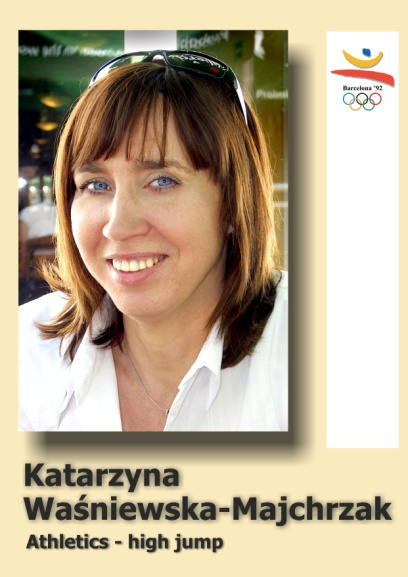 Barcelona '92
Katarzyna
Waśniewska-Majchrzak
Athletics - high jump